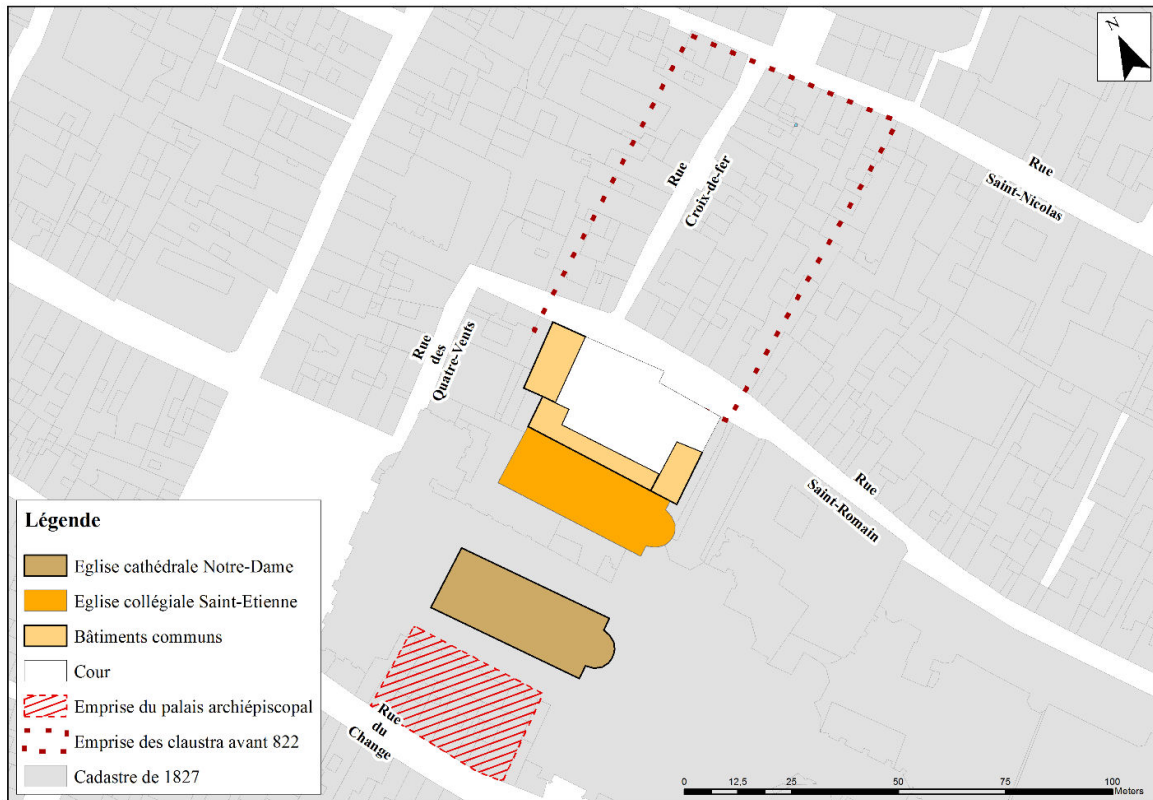 N
Rue
Saint-Nicolas
Rue
Croix-de-fer
Rue
des
Quatre-Vents
Rue
Saint-Romain
Rue
du
Change
Légende
Eglise cathédrale Notre-Dame
Eglise collégiale Saint-Etienne
Bâtiments communs
Cour
Emprise du palais archiépiscopal
Emprise des claustra avant 822
Cadastre de 1827
0 12,5 25 50 75 100
Meters